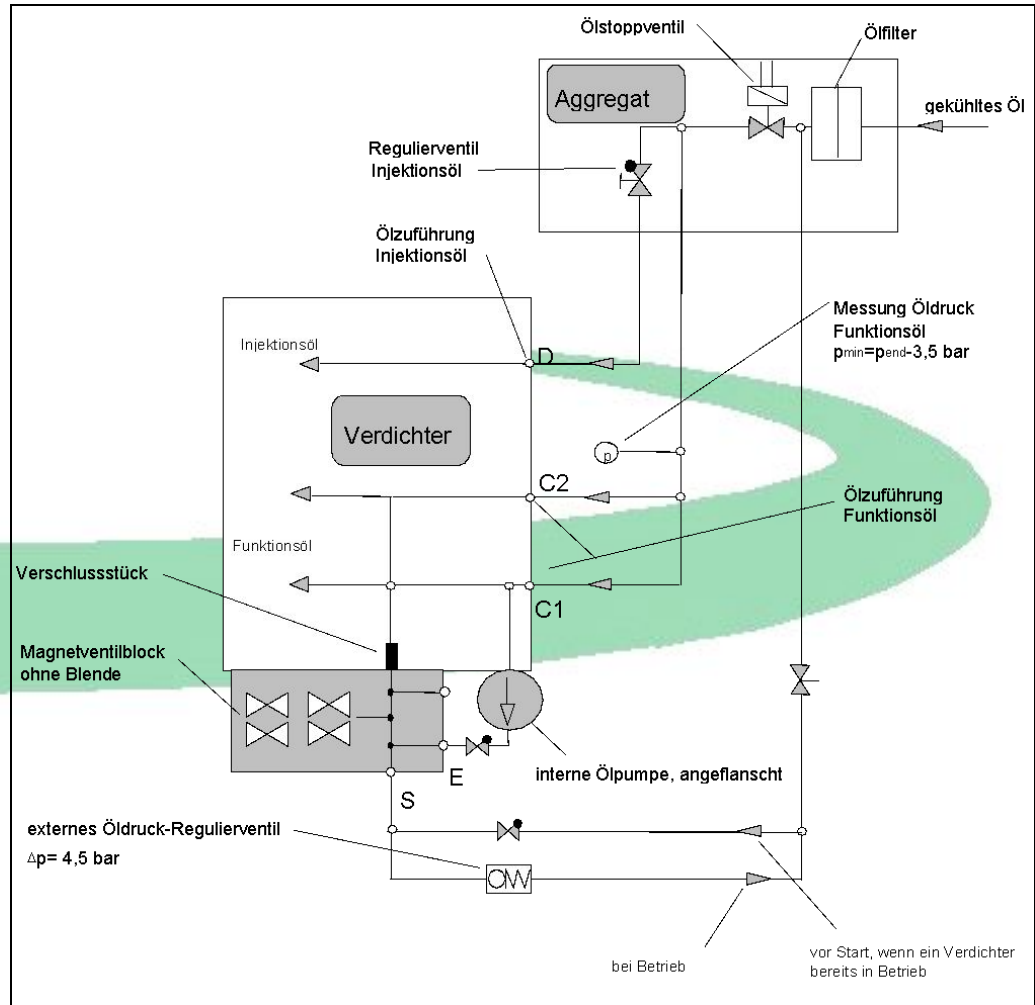 Ölstoppventil
Ölfilter
Aggregat
gekühltes Öl
Regulierventil
Injektionsöl
Ölzuführung
Injektionsöl
Messung Öldruck
Funktionsöl
pmin=pend-3,5 bar
Injektionsöl
D
Verdichter
p
C2
Ölzuführung
Funktionsöl
Funktionsöl
Verschlussstück
C1
Magnetventilblock
ohne Blende
interne Ölpumpe, angeflanscht
E
S
externes Öldruck-Regulierventil
Δp= 4,5 bar
bei Betrieb
vor Start, wenn ein Verdichter
bereits in Betrieb